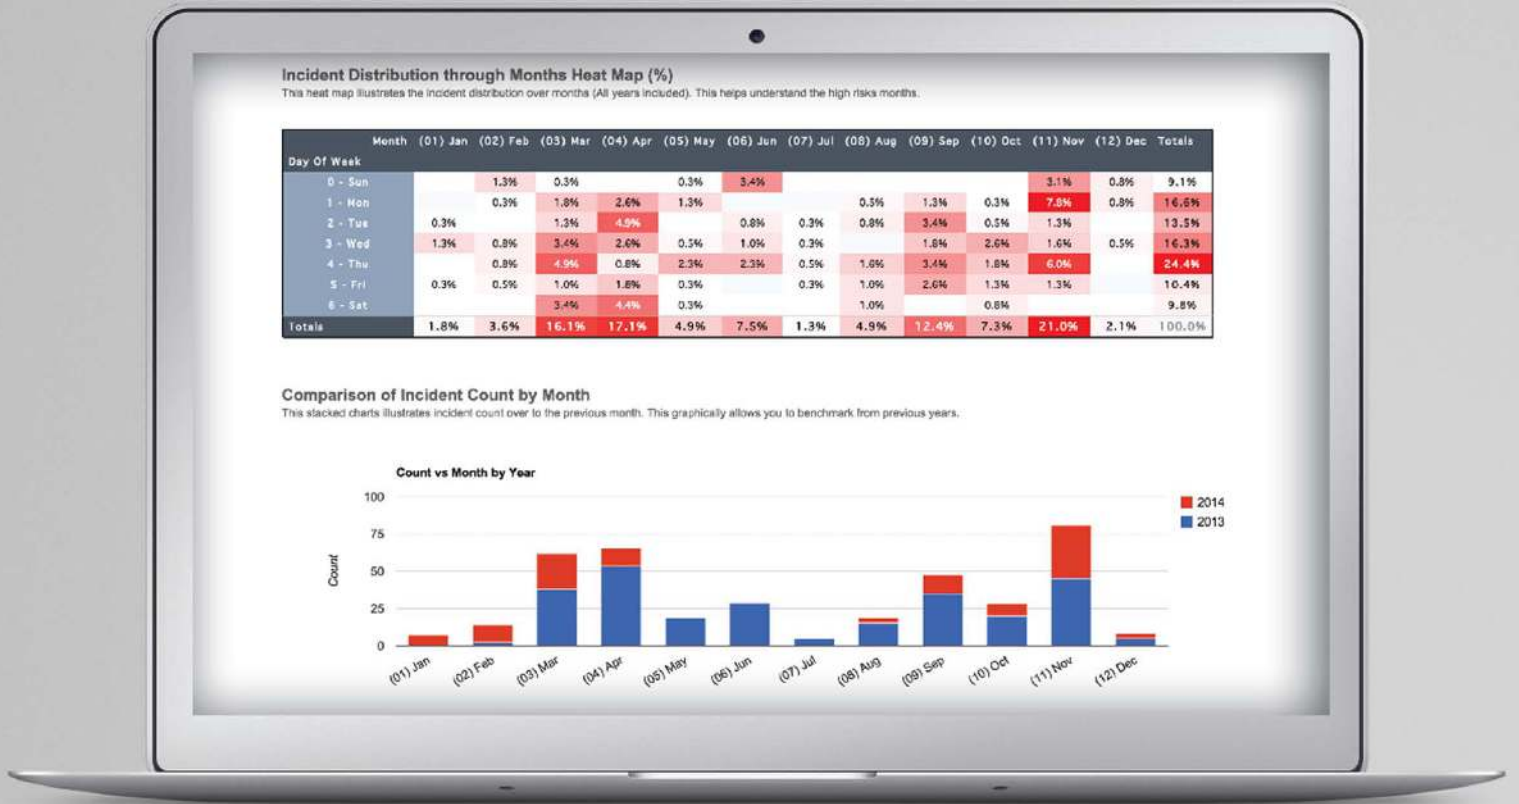 Incident Distribution through Months Heat Map (%)
This heat map illustrates the incident distribution over months (All years included). This helps understand the high risks months.
Month (01) Jan (02) Feb (03) Mar (04) Apr (05) May (06) Jun (07) Jul (08) Aug (09) Sep (10) Oct (11) Nov (12) Dec Totals
Day Of Week
0 - Sun 1.3% 0.3% 0.3% 3.4% 3.1% 0.8% 9.1%
1 - Mon 0.3% 1.8% 2.6% 1.3% 0.5% 1.3% 0.3% 7.8% 0.8% 16.6%
2 - Tue 0.3% 1.3% 4.9% 0.8% 0.3% 0.8% 3.4% 0.5% 1.3% 13.5%
3 - Wed 1.3% 0.8% 3.4% 2.6% 0.5% 1.0% 0.3% 1.8% 2.6% 1.6% 0.5% 16.3%
4 - Thu 0.8% 4.9% 0.8% 2.3% 2.3% 0.5% 1.6% 3.4% 1.8% 6.0% 24.4%
5 - Fri 0.3% 0.5% 1.0% 1.8% 0.3% 0.3% 1.0% 2.6% 1.3% 1.3% 10.4%
6 - Sat 3.4% 4.4% 0.3% 1.0% 0.8% 9.8%
Totals 1.8% 3.6% 16.1% 17.1% 4.9% 7.5% 1.3% 4.9% 12.4% 7.3% 21.0% 2.1% 100.0%
Comparison of Incident Count by Month
This stacked charts illustrates incident count over to the previous month. This graphically allows you to benchmark from previous years.
Count vs Month by Year
100
75
50
25
0
Count
2014
2013
(01) Jan (02) Feb (03) Mar (04) Apr (05) May (06) Jun (07) Jul (08) Aug (09) Sep (10) Oct (11) Nov (12) Dec